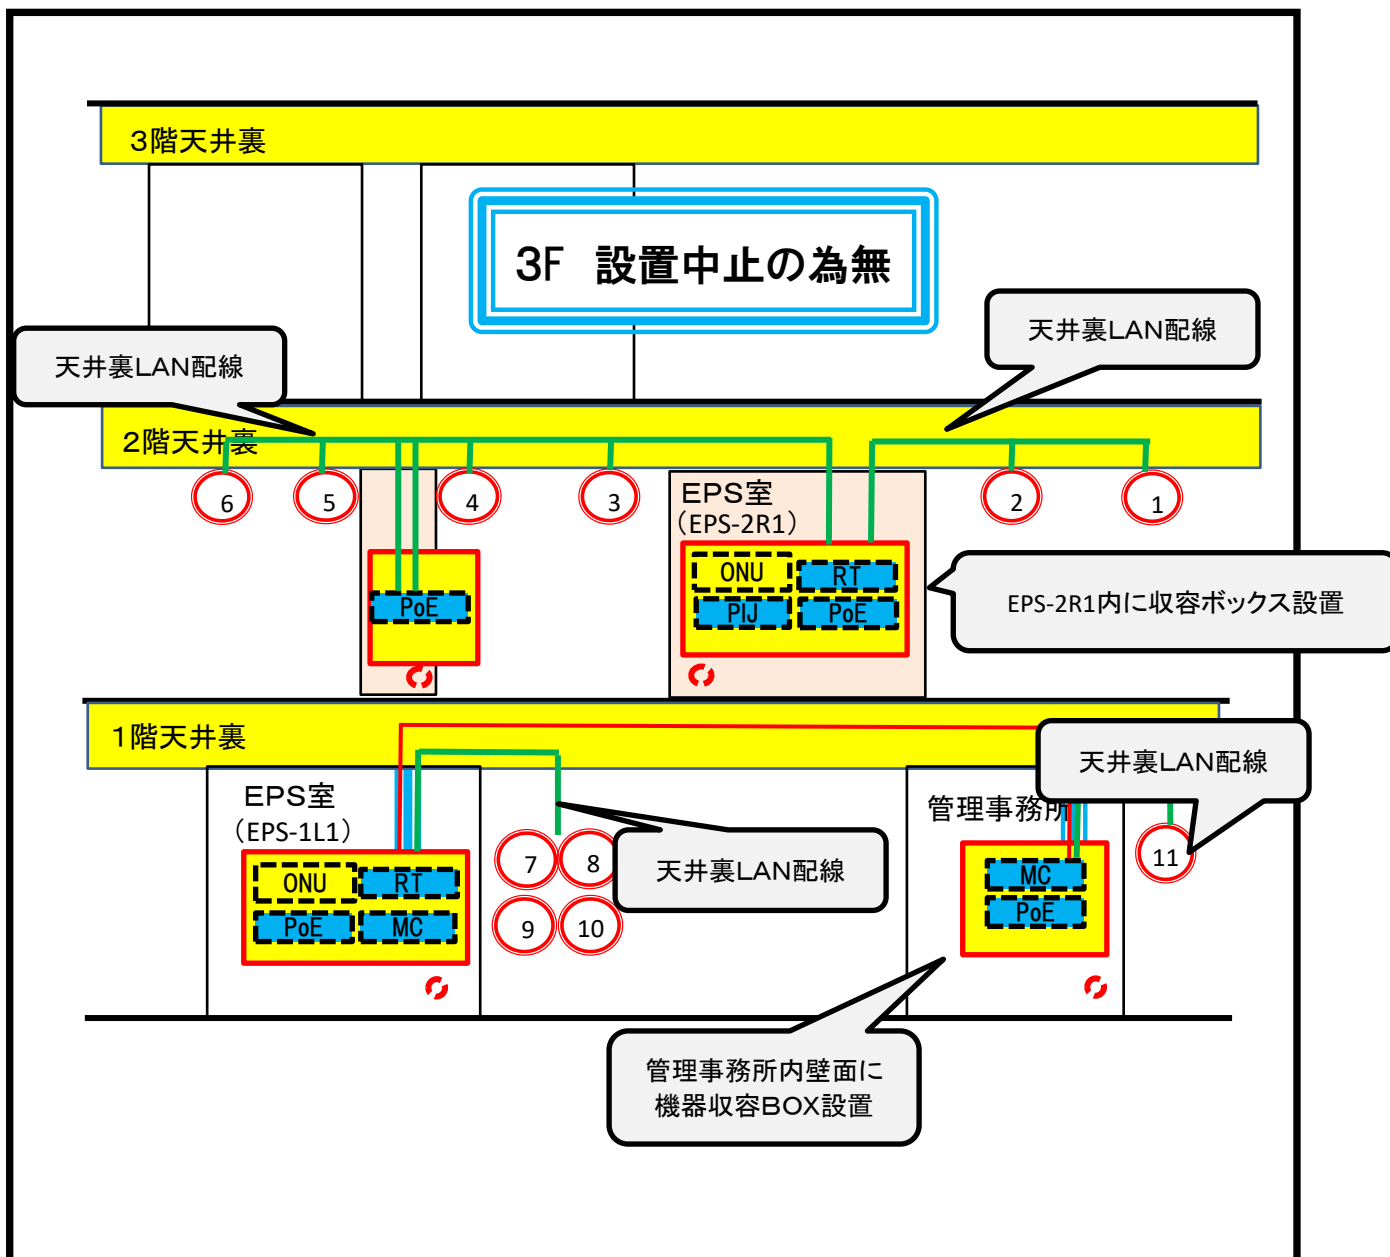 3階天井裏
3F 設置中止の為無
天井裏LAN配線
天井裏LAN配線
2階天井裏
6
5
4
3
2
1
EPS室
(EPS-2R1)
ONU
RT
PIJ
PoE
PoE
EPS-2R1内に収容ボックス設置
1階天井裏
天井裏LAN配線
EPS室
(EPS-1L1)
ONU
RT
PoE
MC
7
8
9
10
天井裏LAN配線
管理事務所
MC
PoE
11
管理事務所内壁面に
機器収容BOX設置